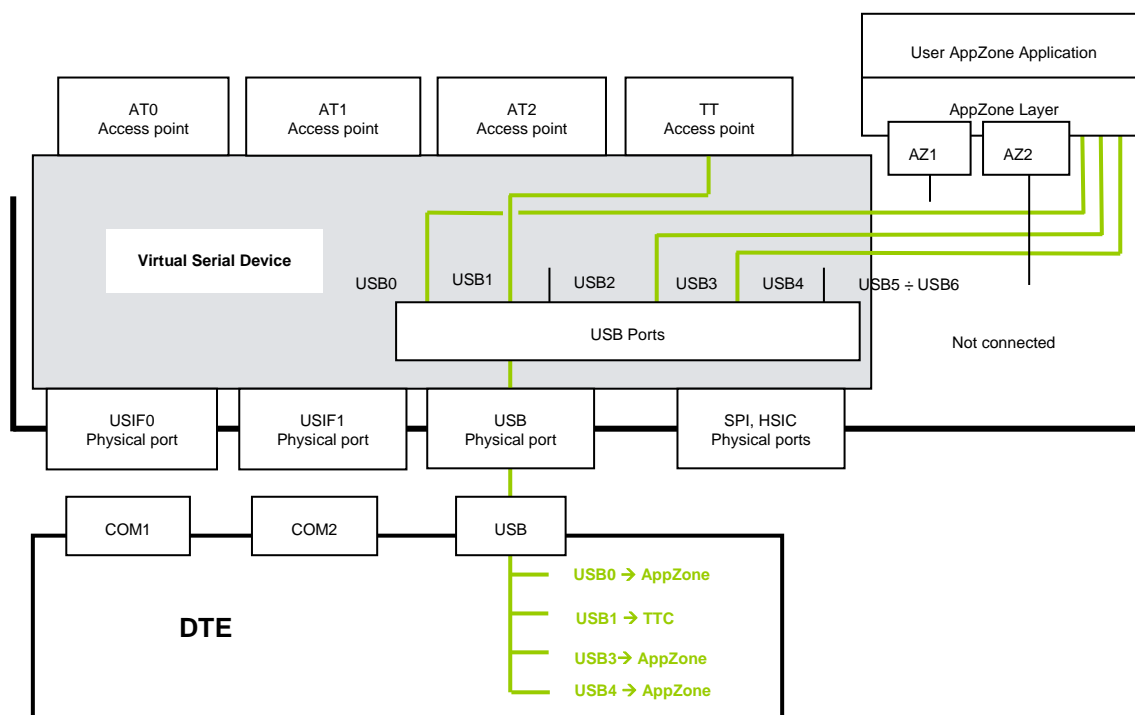 User AppZone Application
AT0
Access point
AT1
Access point
AT2
Access point
TT
Access point
AppZone Layer
AZ1
AZ2
Virtual Serial Device
USB0
USB1
USB2
USB3
USB4
USB5 ÷ USB6
USB Ports
Not connected
USIF0
Physical port
USIF1
Physical port
USB
Physical port
SPI, HSIC
Physical ports
COM1
COM2
USB
USB0 → AppZone
USB1 → TTC
DTE
USB3→ AppZone
USB4 → AppZone